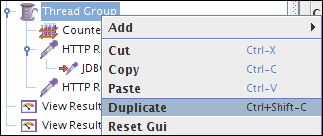 Thread Group
Add
Counte
Cut Ctrl-X
HTTP R
Copy Ctrl-C
JDBC
Paste Ctrl-V
HTTP R
Duplicate Ctrl+Shift-C
View Result
Reset Gui
View Result